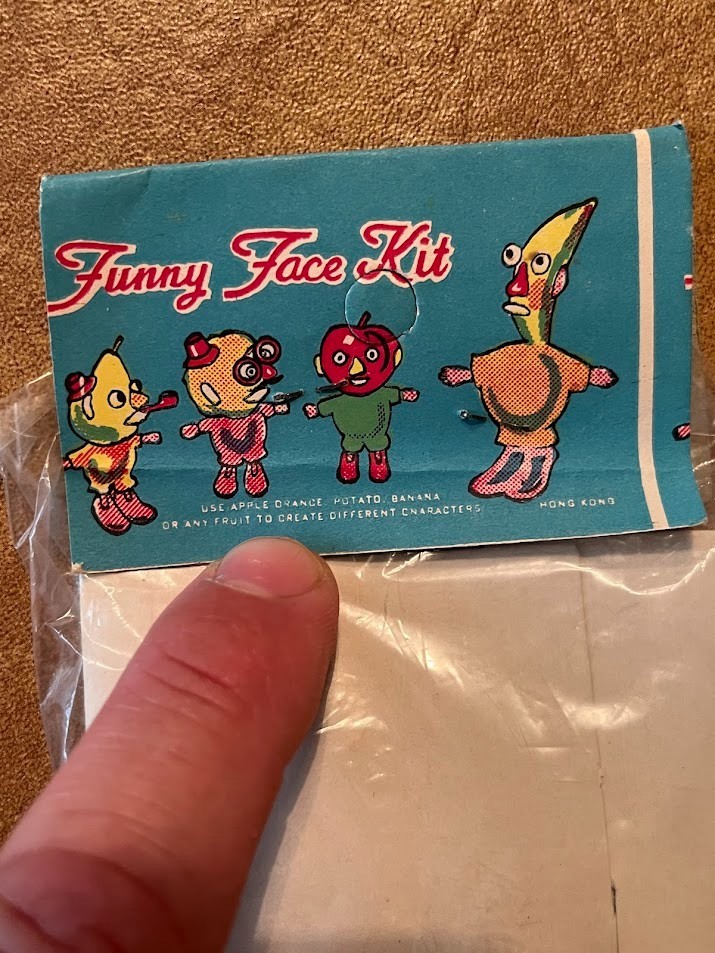 Funny Face Kit
USE APPLE ORANGE, POTATO, BANANA
OR ANY FRUIT TO CREATE DIFFERENT CHARACTERS
HONG KONG